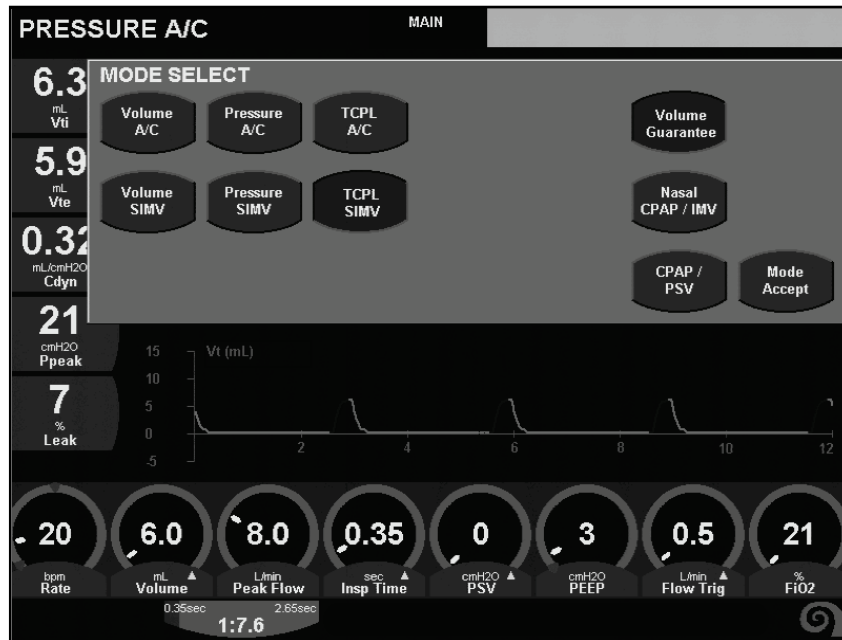 PRESSURE A/C
MAIN
MODE SELECT
6.3
mL
Vti
Volume
A/C
Pressure
A/C
TCPL
A/C
Volume
Guarantee
5.9
mL
Vte
Volume
SIMV
Pressure
SIMV
TCPL
SIMV
Nasal
CPAP / IMV
0.32
mL/cmH2O
Cdyn
CPAP /
PSV
Mode
Accept
21
cmH2O
Ppeak
7
%
Leak
Vt (mL)
15
10
5
0
-5
2 4 6 8 10 12
20 6.0 8.0 0.35 0 3 0.5 21
bpm mL L/min sec cmH2O cmH2O L/min %
Rate Volume Peak Flow Insp Time PSV PEEP Flow Trig FiO2
0.35sec 2.65sec
1:7.6